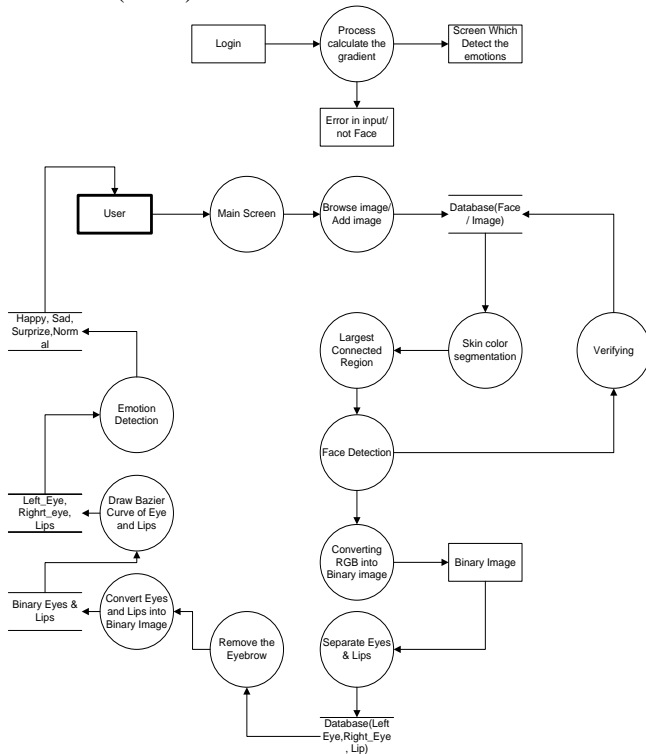 Login
Process
calculate the
gradient
Screen Which
Detect the
emotions
Error in input/
not Face
User
Main Screen
Browse image/
Add image
Database(Face
/ Image)
Happy, Sad,
Surprize,Norm
al
Largest
Connected
Region
Skin color
segmentation
Verifying
Emotion
Detection
Face Detection
Left_Eye,
Righrt_eye,
Lips
Draw Bazier
Curve of Eye
and Lips
Converting
RGB into
Binary image
Binary Image
Binary Eyes &
Lips
Convert Eyes
and Lips into
Binary Image
Remove the
Eyebrow
Separate Eyes
& Lips
Database(Left
Eye,Right_Eye
, Lip)